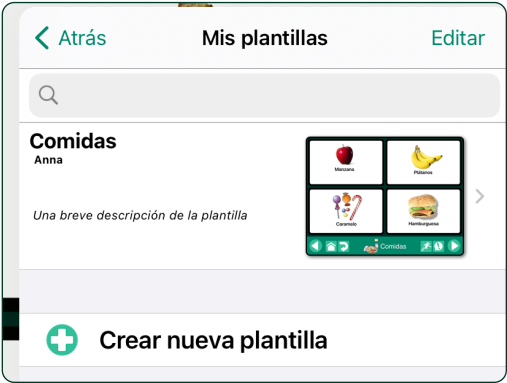 Atrás
Mis plantillas
Editar
Comidas
Anna
Una breve descripción de la plantilla
Manzana
Plátanos
Caramelo
Hamburguesa
Comidas
Crear nueva plantilla